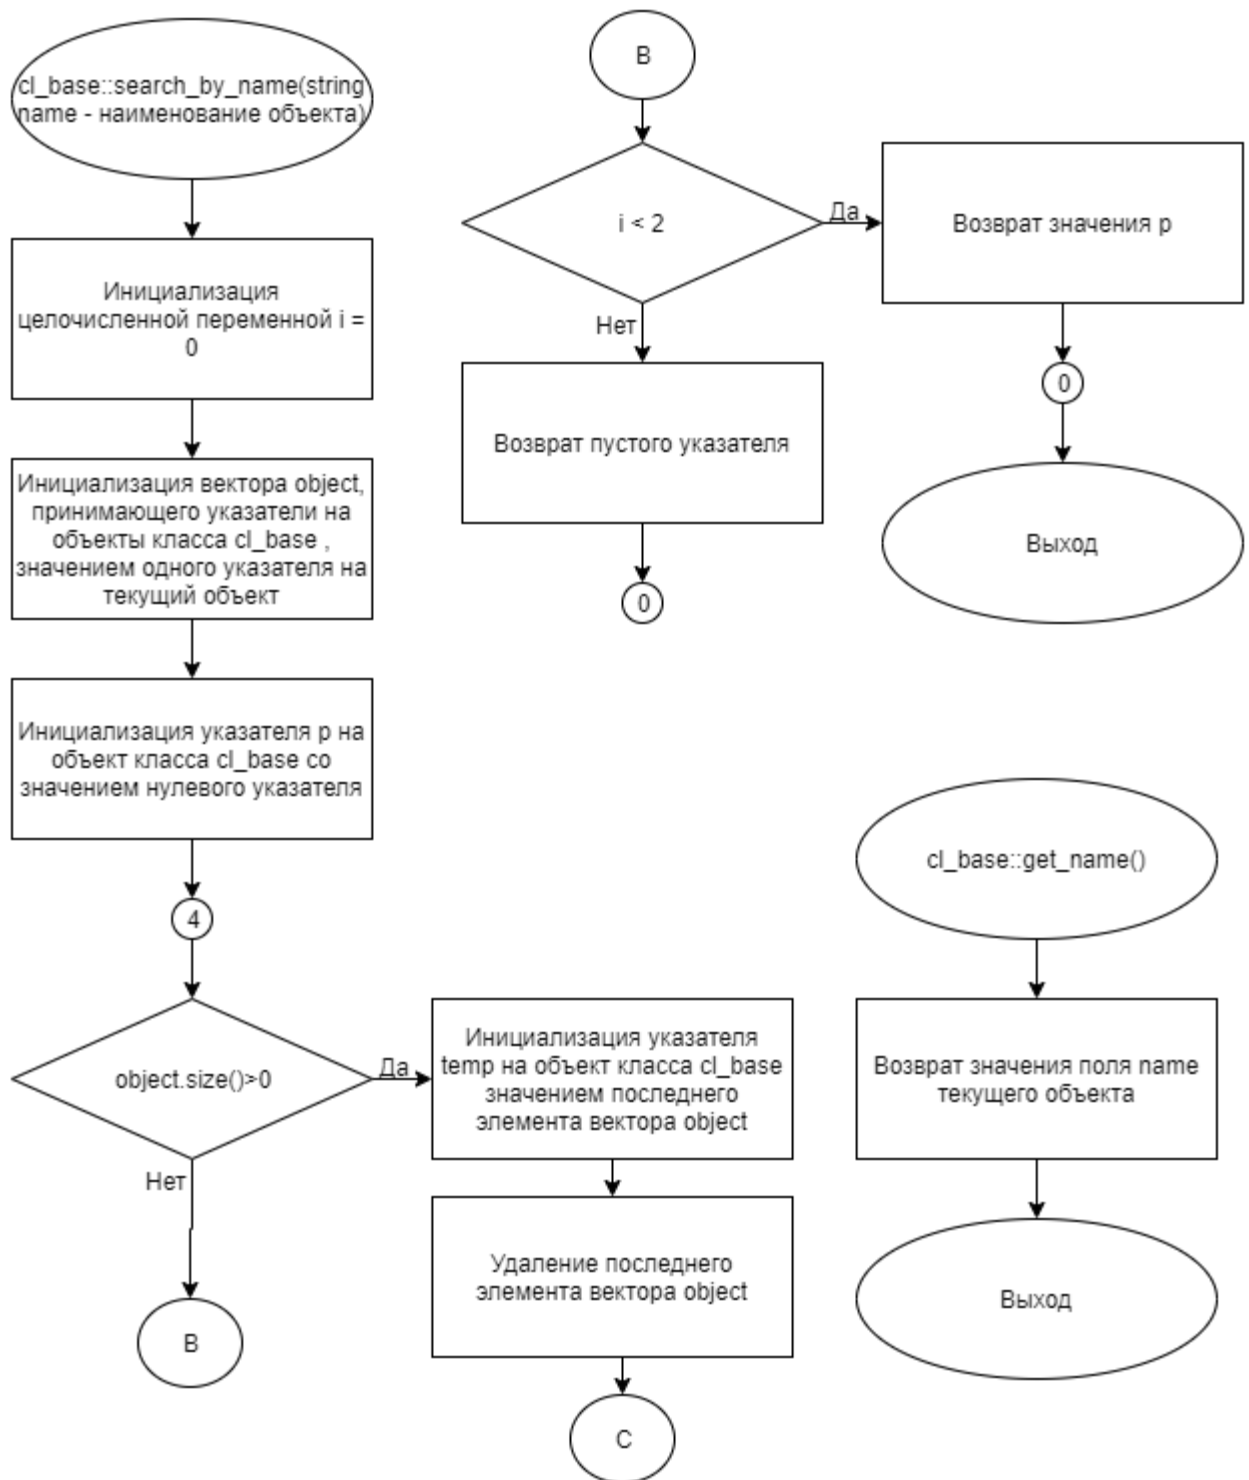 cl_base::search_by_name(string
name - наименование объекта)
Инициализация
целочисленной переменной i =
0
Инициализация вектора object,
принимающего указатели на
объекты класса cl_base ,
значением одного указателя на
текущий объект
Инициализация указателя p на
объект класса cl_base со
значением нулевого указателя
4
object.size()>0
Да
Нет
B
Инициализация указателя
temp на объект класса cl_base
значением последнего
элемента вектора object
Удаление последнего
элемента вектора object
C
B
i < 2
Да
Нет
Возврат пустого указателя
0
Возврат значения p
0
Выход
cl_base::get_name()
Возврат значения поля name
текущего объекта
Выход